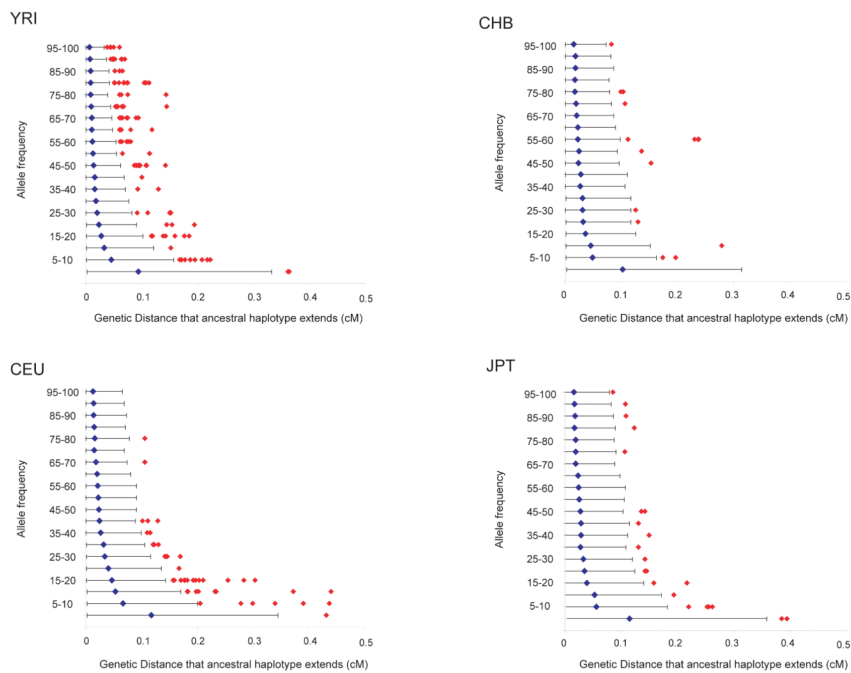 YRI
Allele frequency
95-100
85-90
75-80
65-70
55-60
45-50
35-40
25-30
15-20
5-10
0 0.1 0.2 0.3 0.4 0.5
Genetic Distance that ancestral haplotype extends (cM)
CHB
Allele frequency
95-100
85-90
75-80
65-70
55-60
45-50
35-40
25-30
15-20
5-10
0 0.1 0.2 0.3 0.4 0.5
Genetic Distance that ancestral haplotype extends (cM)
CEU
Allele frequency
95-100
85-90
75-80
65-70
55-60
45-50
35-40
25-30
15-20
5-10
0 0.1 0.2 0.3 0.4 0.5
Genetic Distance that ancestral haplotype extends (cM)
JPT
Allele frequency
95-100
85-90
75-80
65-70
55-60
45-50
35-40
25-30
15-20
5-10
0 0.1 0.2 0.3 0.4 0.5
Genetic Distance that ancestral haplotype extends (cM)